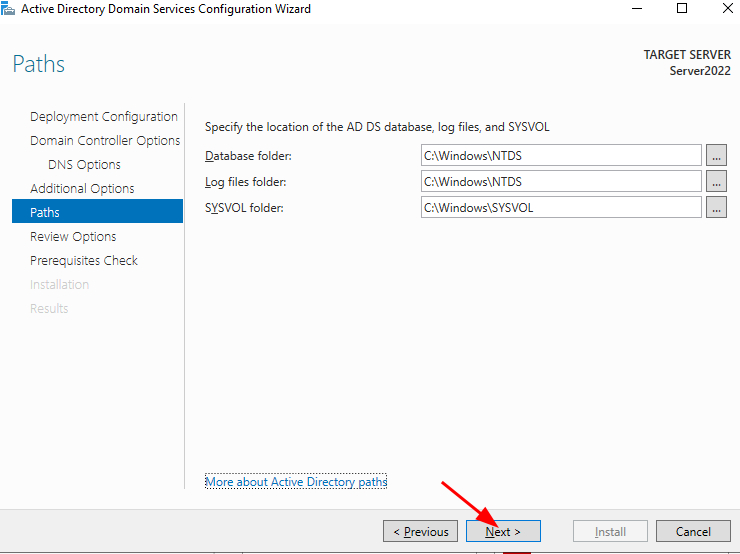 Active Directory Domain Services Configuration Wizard
Paths
TARGET SERVER
Server2022
Deployment Configuration
Domain Controller Options
DNS Options
Additional Options
Paths
Review Options
Prerequisites Check
Installation
Results
Specify the location of the AD DS database, log files, and SYSVOL
Database folder: C:\Windows\NTDS ...
Log files folder: C:\Windows\NTDS ...
SYSVOL folder: C:\Windows\SYSVOL ...
More about Active Directory paths
< Previous Next > Install Cancel